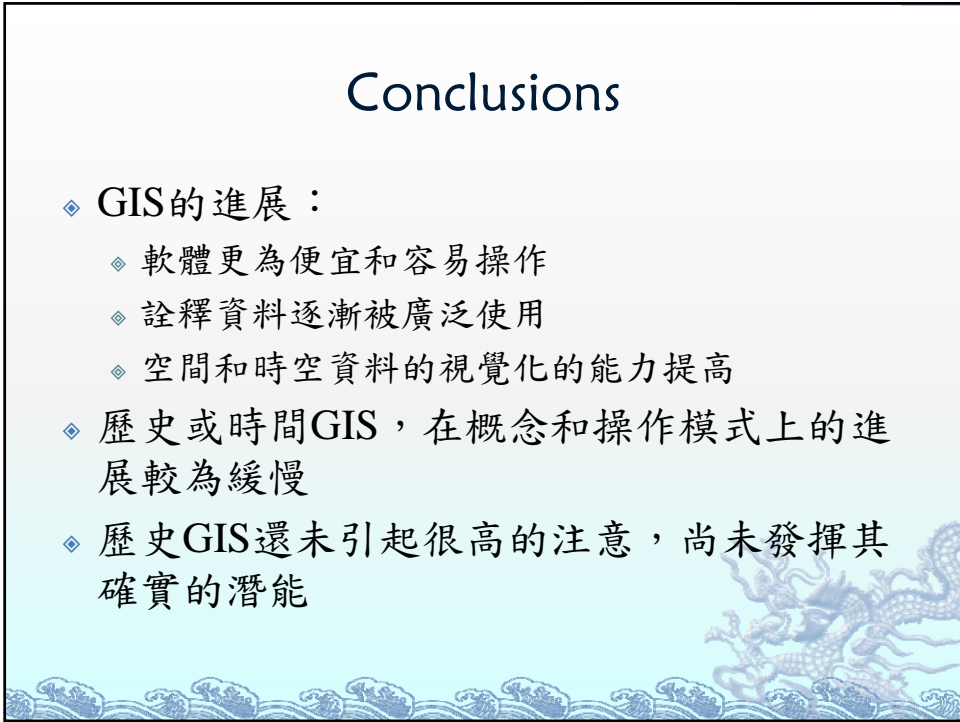 Conclusions
GIS的進展：
軟體更為便宜和容易操作
詮釋資料逐漸被廣泛使用
空間和時空資料的視覺化的能力提高
歷史或時間GIS，在概念和操作模式上的進
展較為緩慢
歷史GIS還未引起很高的注意，尚未發揮其
確實的潛能